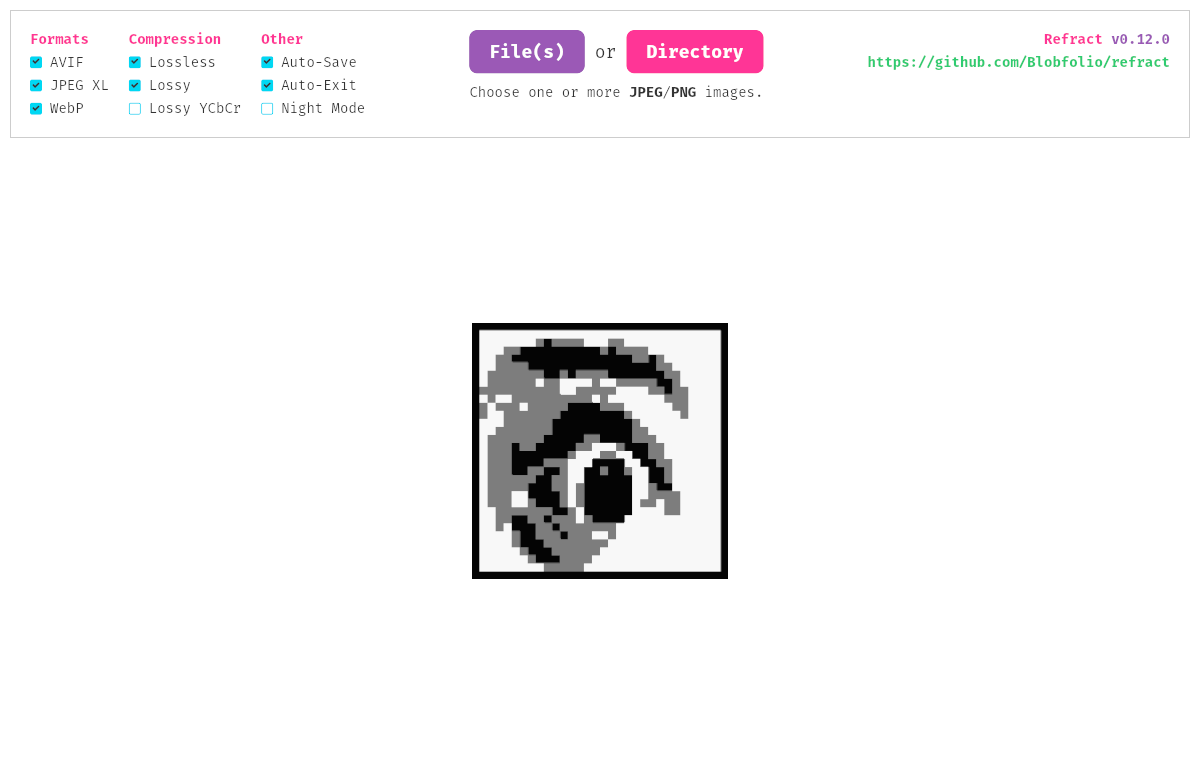 Formats
AVIF
JPEG XL
WebP
Compression
Lossless
Lossy
Lossy YCbCr
Other
Auto-Save
Auto-Exit
Night Mode
File(s) or Directory
Choose one or more JPEG/PNG images.
Refract v0.12.0
https://github.com/Blobfolio/refract